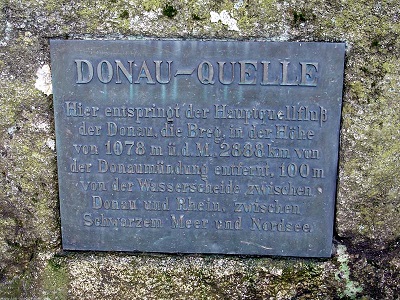 DONAU-QUELLE
Hier entspringt der Hauptquellfluß
der Donau, die Breg, in der Höhe
von 1078 m ü.d.M. 2888 km von
der Donaumündung entfernt, 100 m
von der Wasserscheide zwischen
Donau und Rhein, zwischen
Schwarzem Meer und Nordsee.